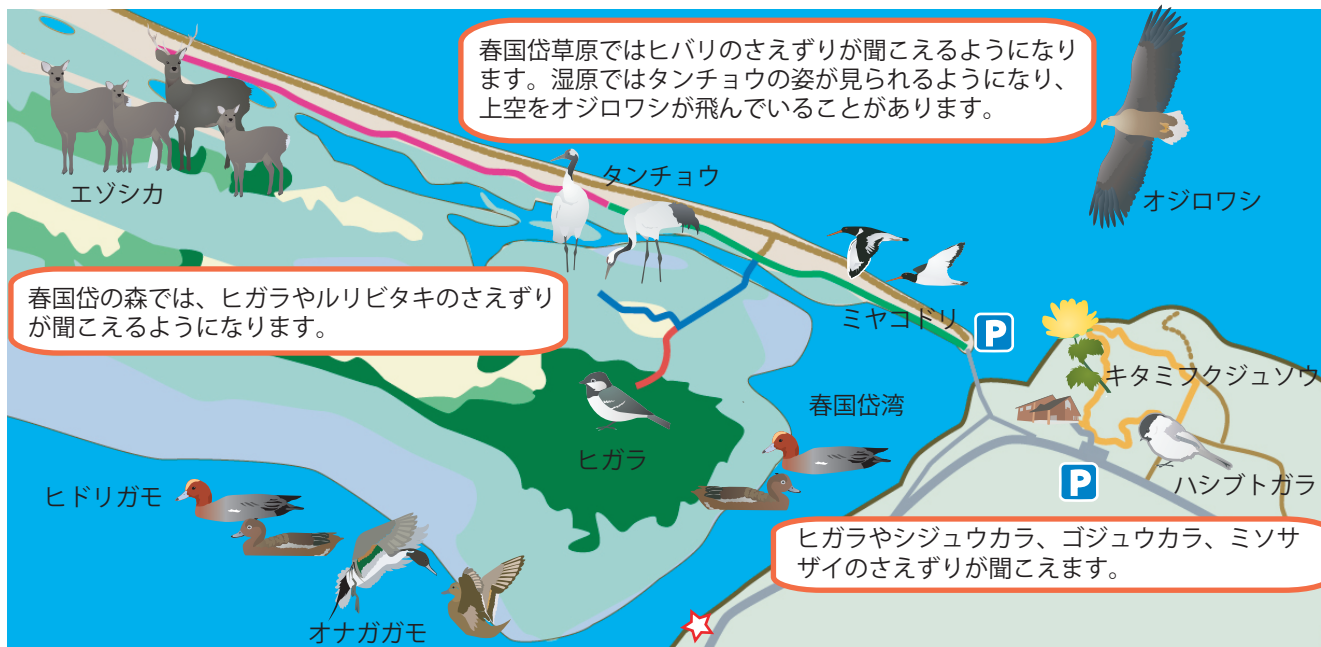 春国岱草原ではヒバリのさえずりが聞こえるようになり
ます。湿原ではタンチョウの姿が見られるようになり、
上空をオジロワシが飛んでいることがあります。
エゾシカ
タンチョウ
オジロワシ
春国岱の森では、ヒガラやルリビタキのさえずり
が聞こえるようになります。
ミヤコドリ
P
キタミフクジュソウ
春国岱湾
ヒガラ
ヒドリガモ
P
ハシブトガラ
ヒガラやシジュウカラ、ゴジュウカラ、ミソサ
ザイのさえずりが聞こえます。
オナガガモ